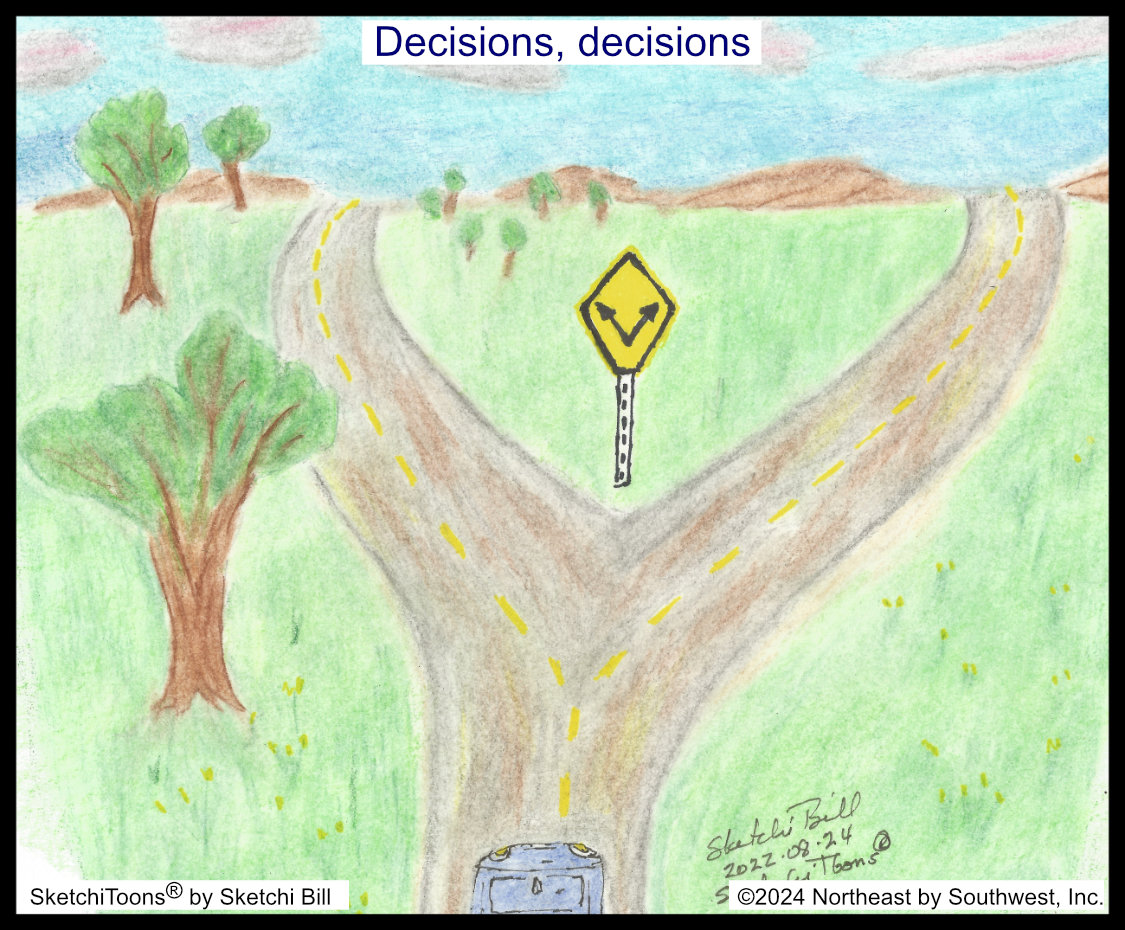 Decisions, decisions
Sketchi Bill
2022.08.24
SketchiToons® by Sketchi Bill
©2024 Northeast by Southwest, Inc.